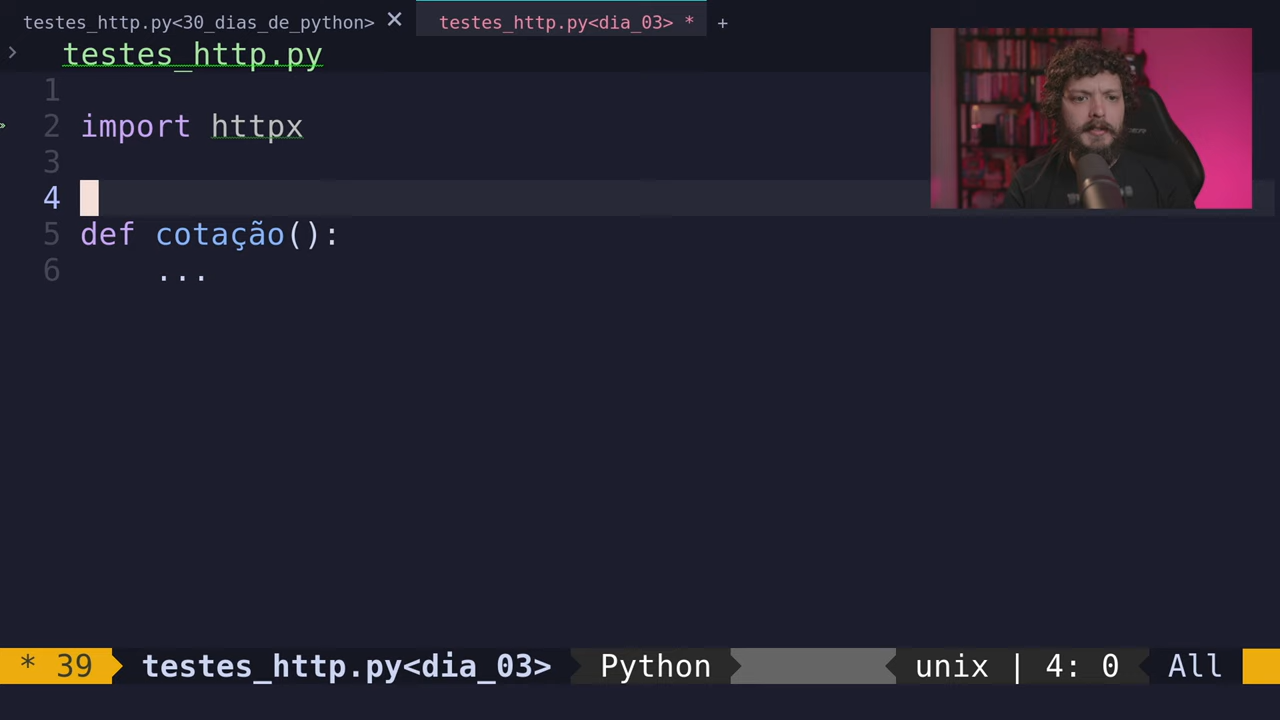 testes_http.py<30_dias_de_python> ✕ testes_http.py<dia_03> * +
› testes_http.py
1
2 import httpx
3
4
5 def cotação():
6     ...
* 39 testes_http.py<dia_03> Python unix | 4: 0 All